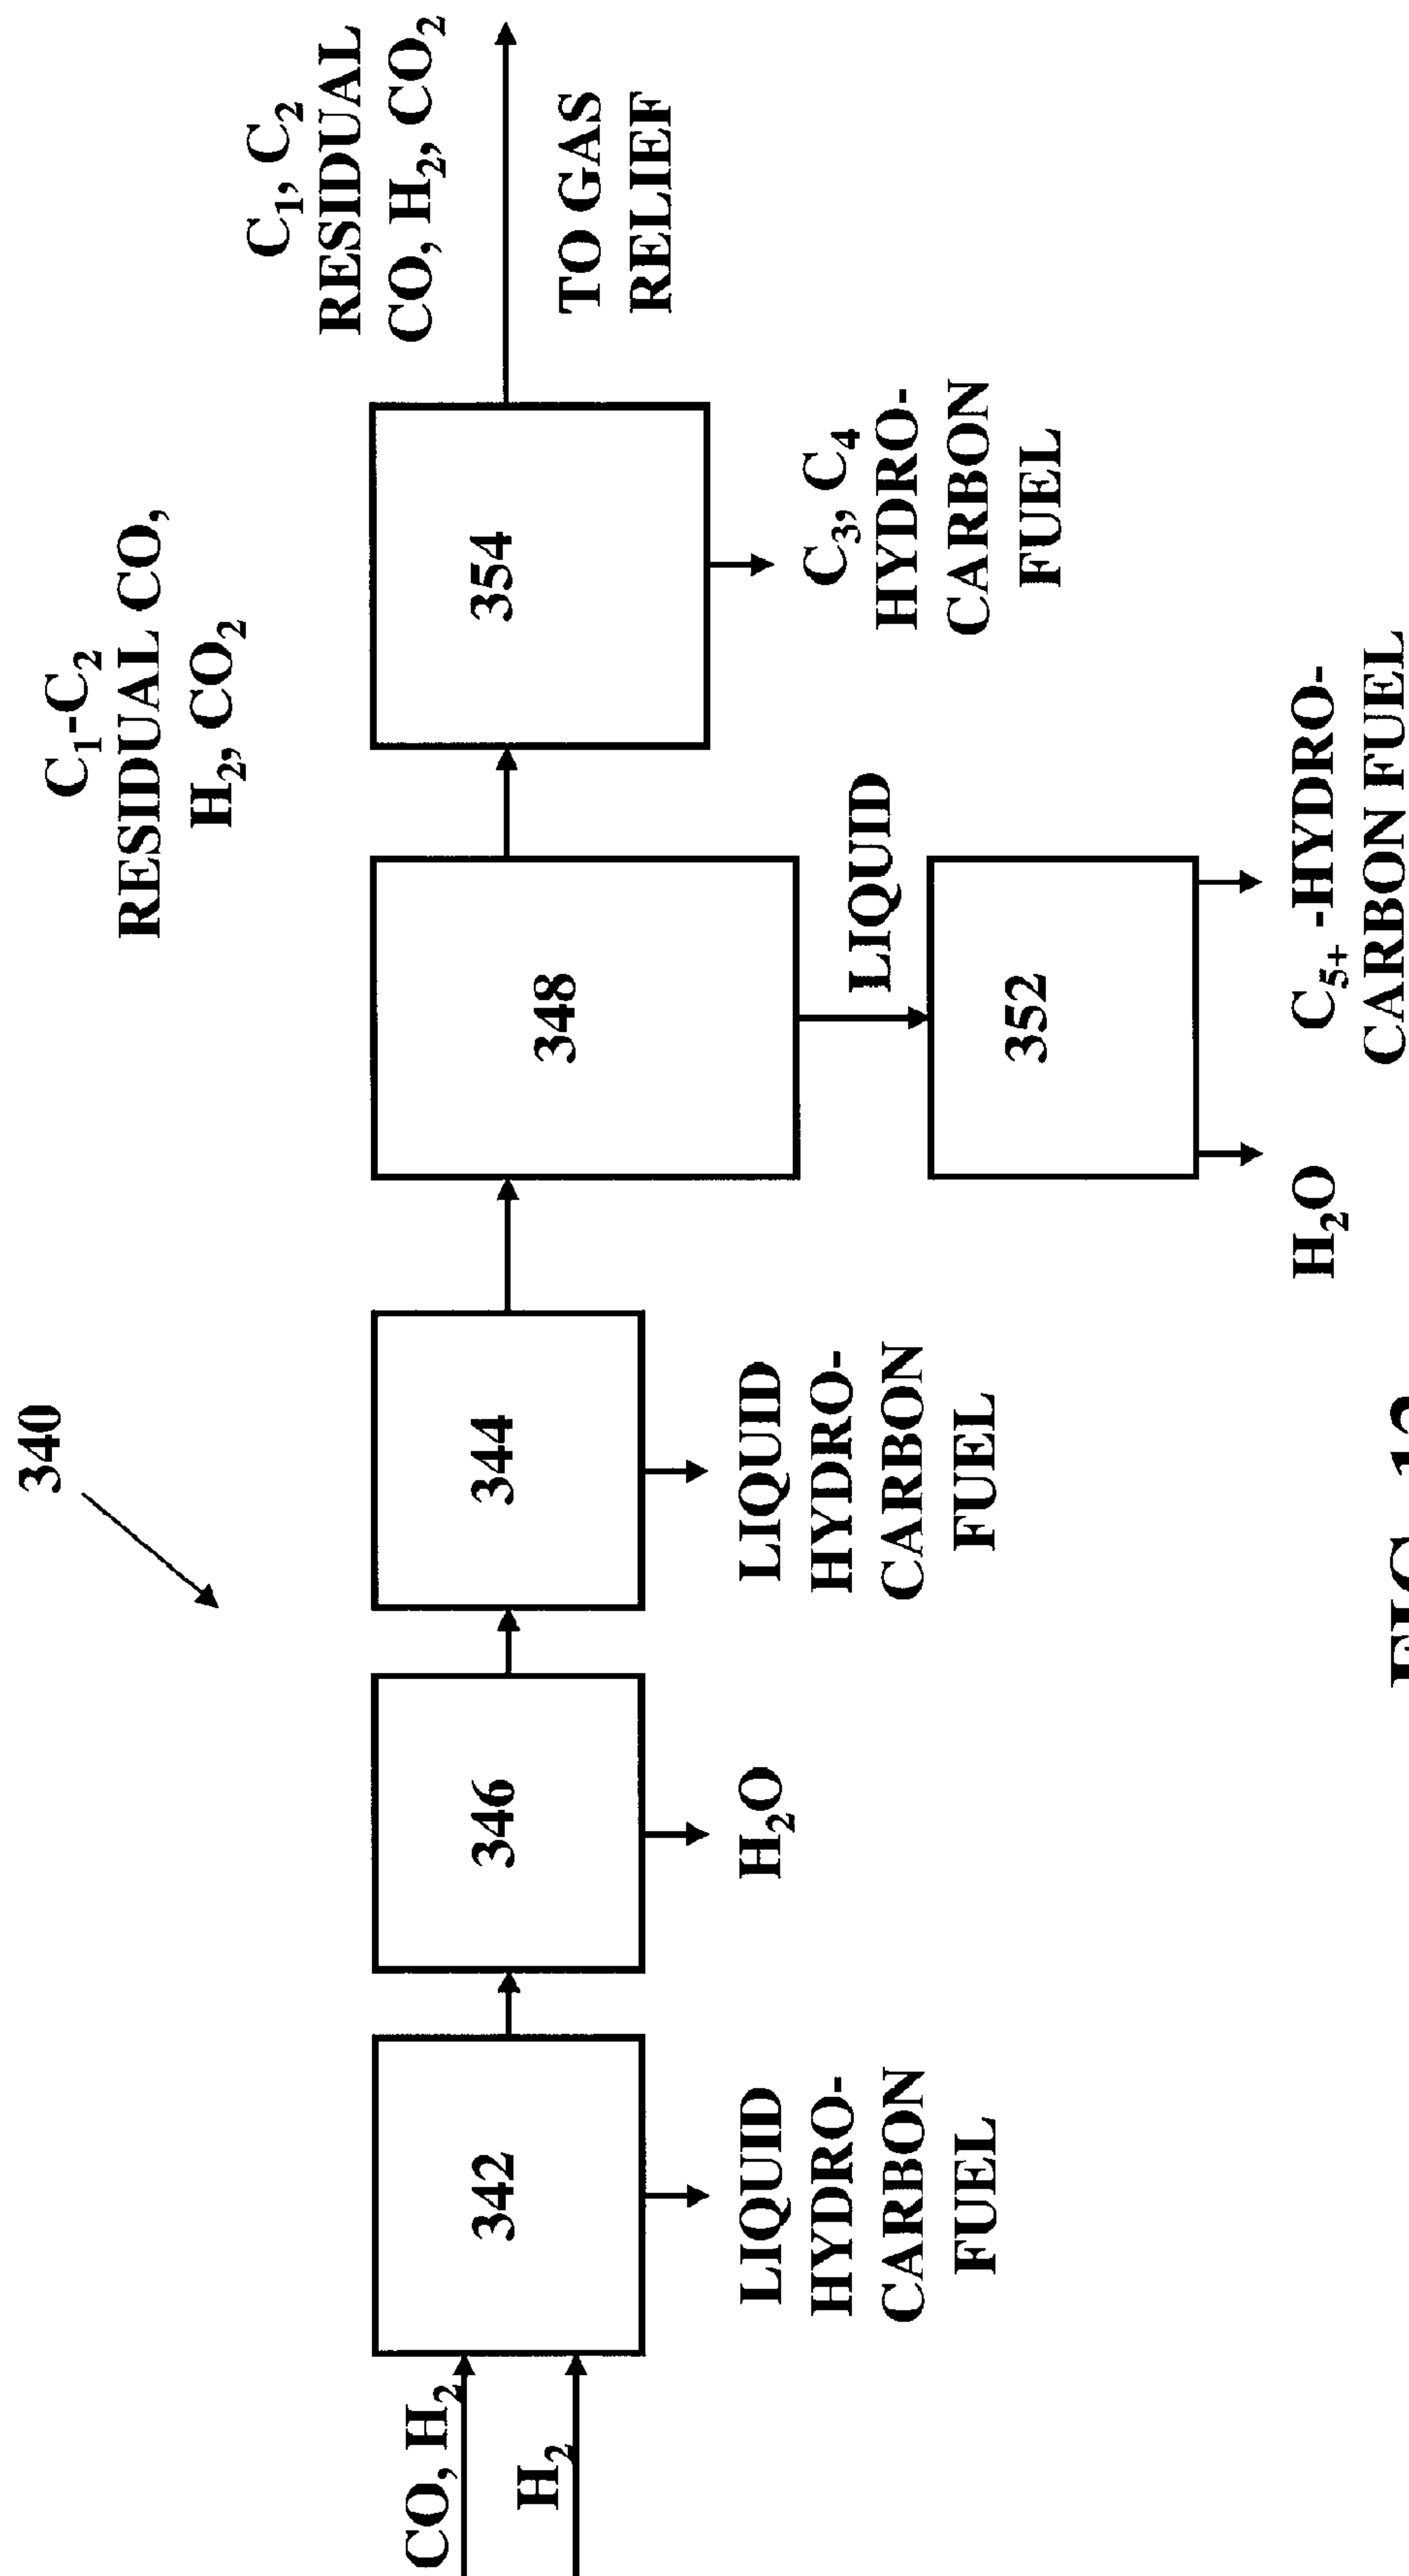 340
C₁-C₂
RESIDUAL CO,
H₂, CO₂
C₁, C₂
RESIDUAL
CO, H₂, CO₂
TO GAS
RELIEF
CO, H₂
H₂
342
346
344
348
354
LIQUID
HYDRO-
CARBON
FUEL
H₂O
LIQUID
HYDRO-
CARBON
FUEL
LIQUID
C₃, C₄
HYDRO-
CARBON
FUEL
352
H₂O
C₅₊ -HYDRO-
CARBON FUEL
FIG.